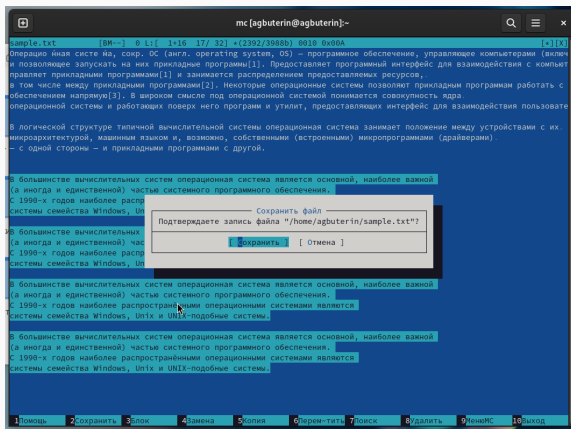 mc [agbuterin@agbuterin]:~
sample.txt [BM--] 0 L:[ 1+16 17/ 32] *(2392/3988b) 0010 0x00A [*][X]
Операцио нная систе ма, сокр. ОС (англ. operating system, OS) — программное обеспечение, управляющее компьютерами (включ
и позволяющее запускать на них прикладные программы[1]. Предоставляет программный интерфейс для взаимодействия с компьют
правляет прикладными программами[1] и занимается распределением предоставляемых ресурсов,.
в том числе между прикладными программами[2]. Некоторые операционные системы позволяют прикладным программам работать с
обеспечением напрямую[3]. В широком смысле под операционной системой понимается совокупность ядра.
операционной системы и работающих поверх него программ и утилит, предоставляющих интерфейс для взаимодействия пользовате
В логической структуре типичной вычислительной системы операционная система занимает положение между устройствами с их.
микроархитектурой, машинным языком и, возможно, собственными (встроенными) микропрограммами (драйверами).
— с одной стороны — и прикладными программами с другой.
В большинстве вычислительных систем операционная система является основной, наиболее важной
(а иногда и единственной) частью системного программного обеспечения.
С 1990-х годов наиболее распр
системы семейства Windows, Un
Сохранить файл
Подтверждаете запись файла "/home/agbuterin/sample.txt"?
[ Сохранить ] [ Отмена ]
В большинстве вычислительных
(а иногда и единственной) час
С 1990-х годов наиболее распр
системы семейства Windows, Un
В большинстве вычислительных систем операционная система является основной, наиболее важной
(а иногда и единственной) частью системного программного обеспечения.
С 1990-х годов наиболее распространёнными операционными системами являются
системы семейства Windows, Unix и UNIX-подобные системы.
В большинстве вычислительных систем операционная система является основной, наиболее важной
(а иногда и единственной) частью системного программного обеспечения.
С 1990-х годов наиболее распространёнными операционными системами являются
системы семейства Windows, Unix и UNIX-подобные системы.
1Помощь 2Сохранить 3Блок 4Замена 5Копия 6Перем~тить 7Поиск 8Удалить 9МенюMC 10Выход